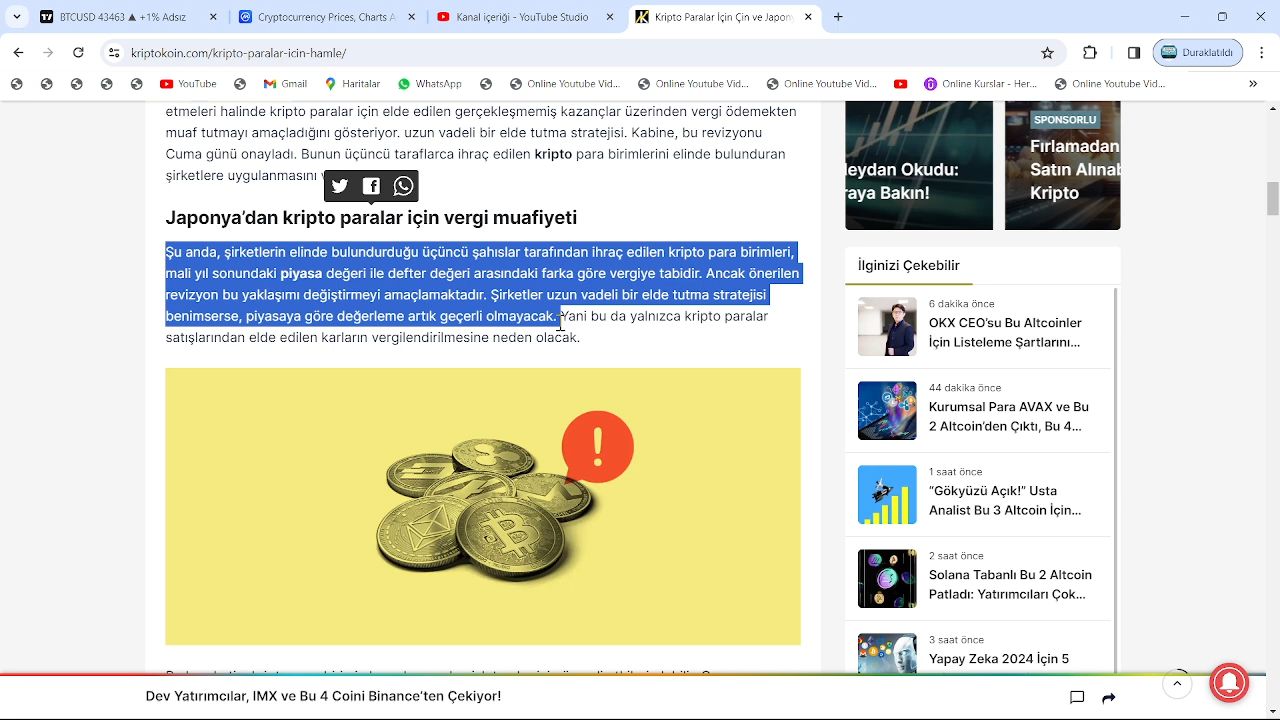 BTCUSD 43461 ▲ +1% Adsız
Cryptocurrency Prices Charts A
Kanal içeriği - YouTube Studio
Kripto Paralar İçin Çin ve Japony
kriptokoin.com/kripto-paralar-icin-hamle/
Duraklatıldı
YouTube
Gmail
Haritalar
WhatsApp
Online Youtube Vid...
Online Youtube Vid...
Online Youtube Vid...
Online Kurslar - Her...
Online Youtube Vid...
etmeleri halinde kripto paralar için elde edilen gerçekleşmemiş kazançlar üzerinden vergi ödemekten
muaf tutmayı amaçladığını gösteriyor. uzun vadeli bir elde tutma stratejisi. Kabine, bu revizyonu
Cuma günü onayladı. Bunun üçüncü taraflarca ihraç edilen kripto para birimlerini elinde bulunduran
şirketlere uygulanmasını
Japonya'dan kripto paralar için vergi muafiyeti
Şu anda, şirketlerin elinde bulundurduğu üçüncü şahıslar tarafından ihraç edilen kripto para birimleri,
mali yıl sonundaki piyasa değeri ile defter değeri arasındaki farka göre vergiye tabidir. Ancak önerilen
revizyon bu yaklaşımı değiştirmeyi amaçlamaktadır. Şirketler uzun vadeli bir elde tutma stratejisi
benimserse, piyasaya göre değerleme artık geçerli olmayacak. Yani bu da yalnızca kripto paralar
satışlarından elde edilen karların vergilendirilmesine neden olacak.
leydan Okudu:
raya Bakın!
SPONSORLU
Fırlamadan
Satın Alınab
Kripto
İlginizi Çekebilir
6 dakika önce
OKX CEO'su Bu Altcoinler
İçin Listeleme Şartlarını...
44 dakika önce
Kurumsal Para AVAX ve Bu
2 Altcoin'den Çıktı, Bu 4...
1 saat önce
"Gökyüzü Açık!" Usta
Analist Bu 3 Altcoin İçin...
2 saat önce
Solana Tabanlı Bu 2 Altcoin
Patladı: Yatırımcıları Çok...
3 saat önce
Yapay Zeka 2024 İçin 5
Dev Yatırımcılar, IMX ve Bu 4 Coini Binance'ten Çekiyor!